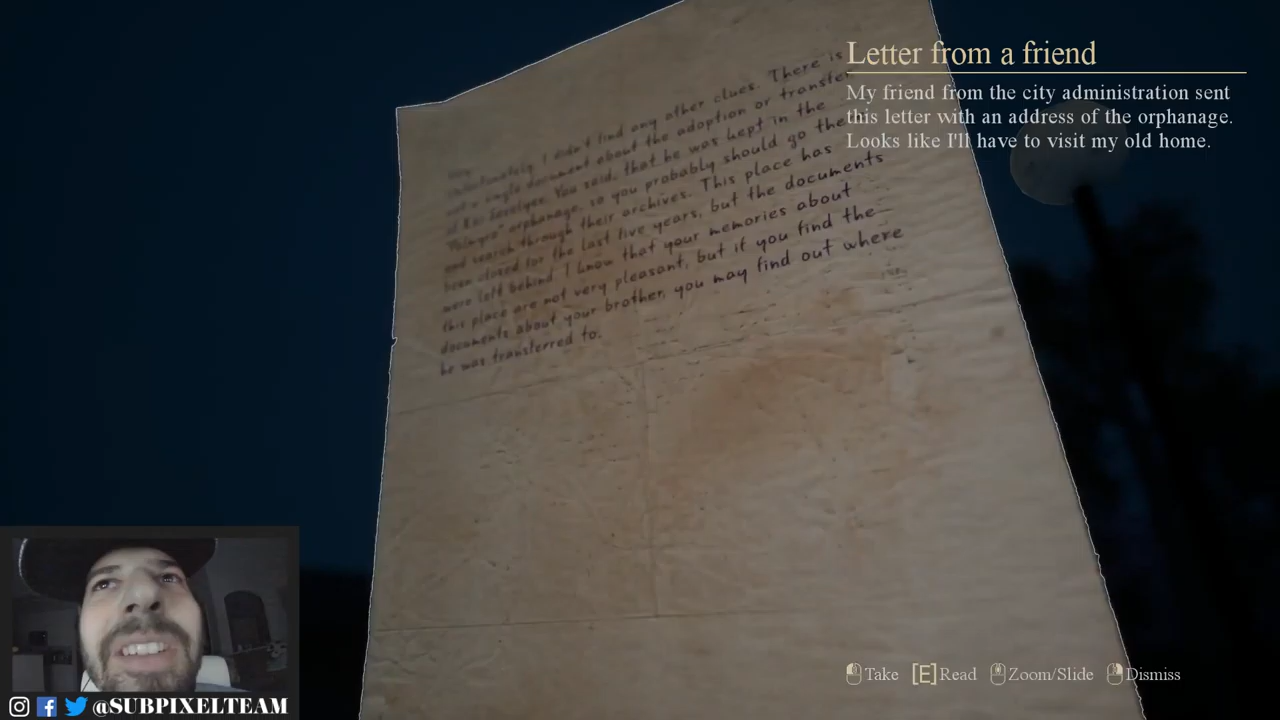 Letter from a friend
My friend from the city administration sent
this letter with an address of the orphanage.
Looks like I'll have to visit my old home.
Unfortunately, I didn't find any other clues. There is
not a single document about the adoption or transfer
You said, that he was kept in the
orphanage, so you probably should go the
and search through their archives. This place has
been closed for the last five years, but the documents
were left behind. I know that your memories about
this place are not very pleasant, but if you find the
documents about your brother, you may find out where
he was transferred to.
Take [E]Read Zoom/Slide Dismiss
@SUBPIXELTEAM